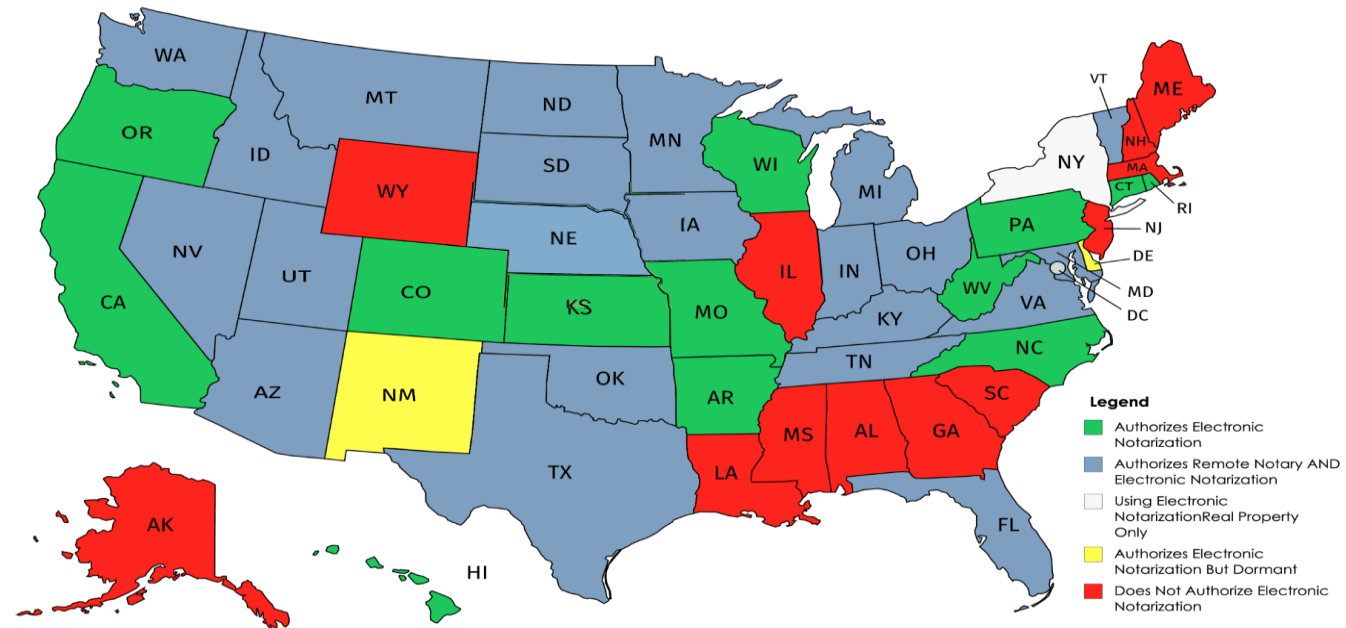 WA
MT
ND
MN
OR
ID
SD
WI
MI
WY
VT
ME
NH
NY
MA
CT
RI
IA
NE
PA
NJ
NV
UT
CO
KS
MO
IL
IN
OH
DE
MD
DC
WV
VA
CA
KY
NC
TN
AZ
NM
OK
AR
SC
MS
AL
GA
LA
TX
FL
AK
HI
Legend
Authorizes Electronic
Notarization
Authorizes Remote Notary AND
Electronic Notarization
Using Electronic
NotarizationReal Property
Only
Authorizes Electronic
Notarization But Dormant
Does Not Authorize Electronic
Notarization